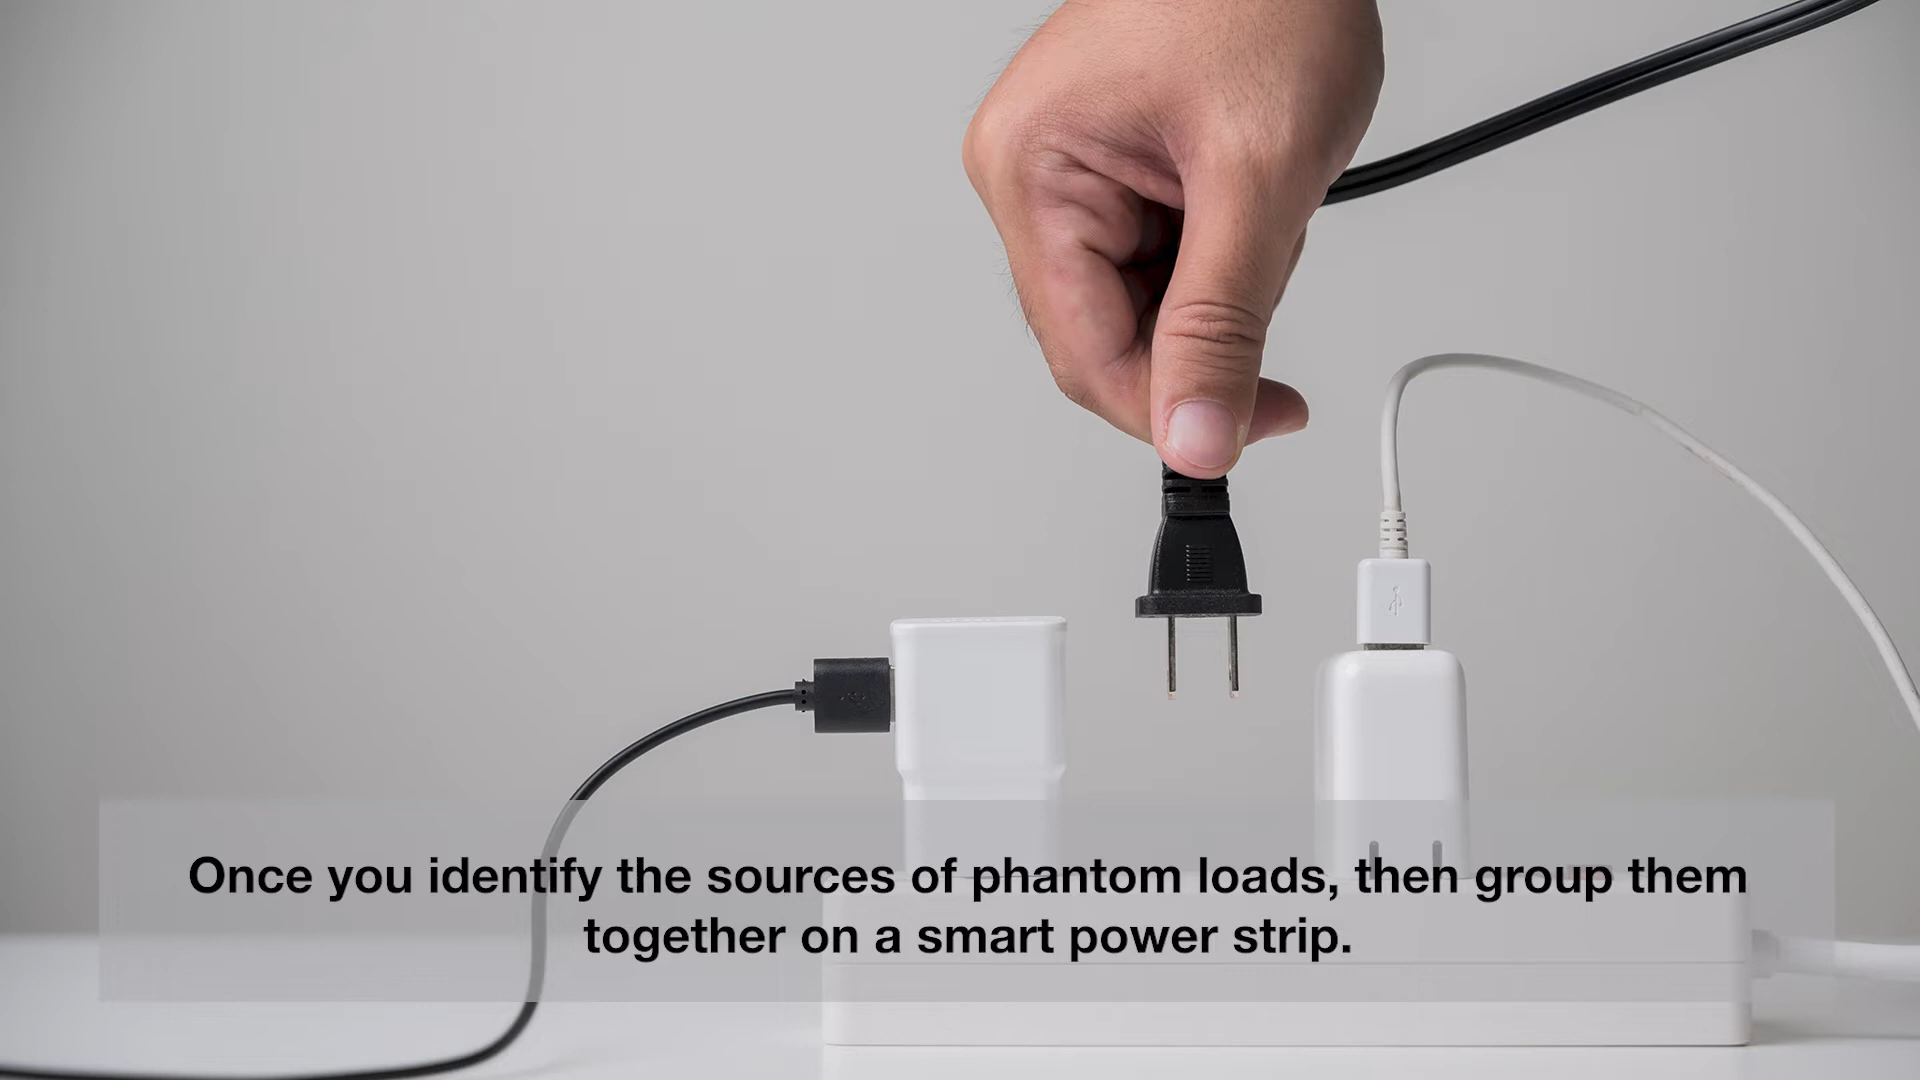 Once you identify the sources of phantom loads, then group them
together on a smart power strip.